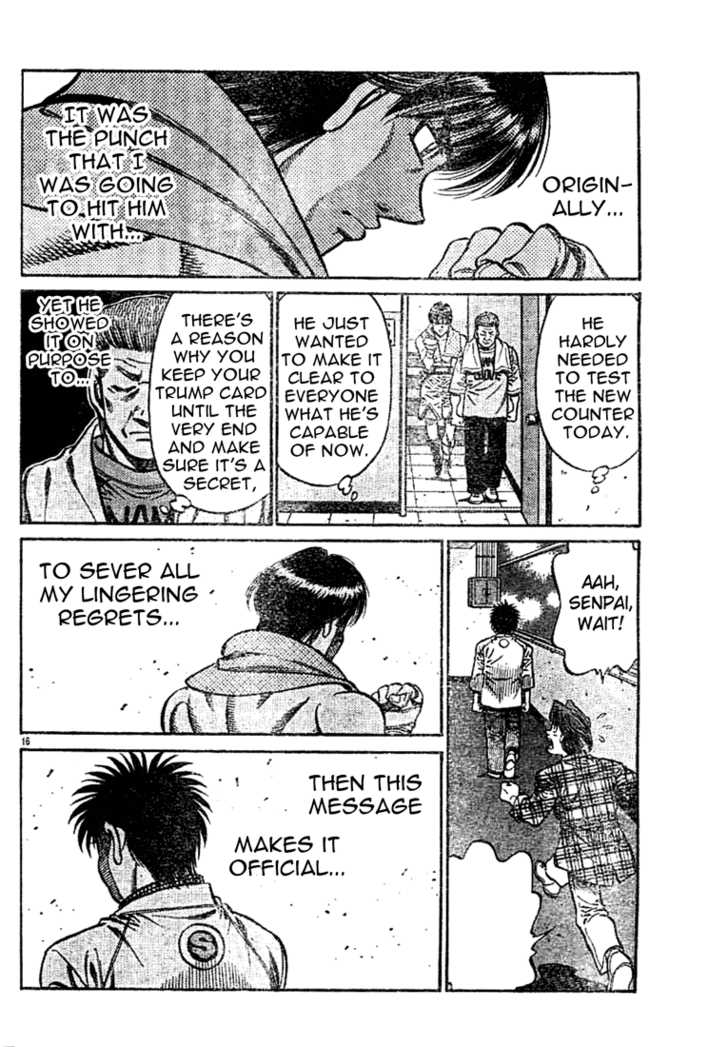 ORIGIN-
ALLY...
IT WAS
THE PUNCH
THAT I
WAS GOING
TO HIT HIM
WITH...
HE
HARDLY
NEEDED
TO TEST
THE NEW
COUNTER
TODAY.
HE JUST
WANTED
TO MAKE IT
CLEAR TO
EVERYONE
WHAT HE'S
CAPABLE
OF NOW.
THERE'S
A REASON
WHY YOU
KEEP YOUR
TRUMP CARD
UNTIL THE
VERY END
AND MAKE
SURE IT'S A
SECRET,
YET HE
SHOWED
IT ON
PURPOSE
TO...
AAH,
SENPAI,
WAIT!
TO SEVER ALL
MY LINGERING
REGRETS...
16
THEN THIS
MESSAGE
MAKES IT
OFFICIAL...
S